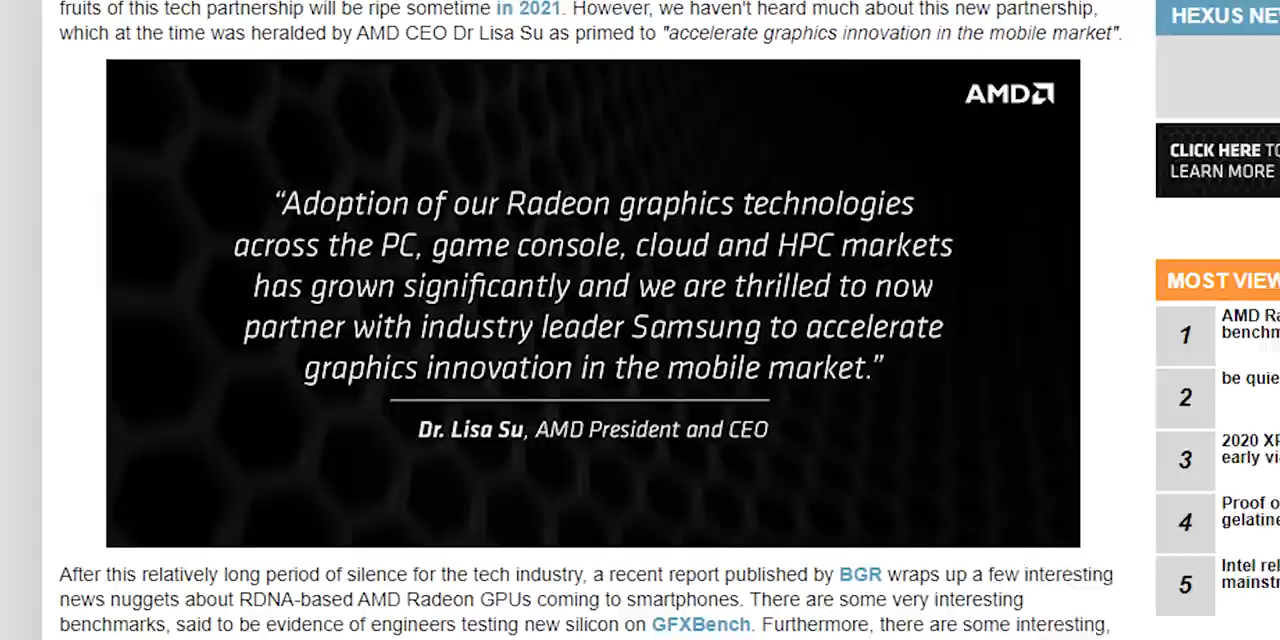 fruits of this tech partnership will be ripe sometime in 2021. However, we haven't heard much about this new partnership,
which at the time was heralded by AMD CEO Dr Lisa Su as primed to "accelerate graphics innovation in the mobile market".
AMD
“Adoption of our Radeon graphics technologies
across the PC, game console, cloud and HPC markets
has grown significantly and we are thrilled to now
partner with industry leader Samsung to accelerate
graphics innovation in the mobile market.”
Dr. Lisa Su, AMD President and CEO
After this relatively long period of silence for the tech industry, a recent report published by BGR wraps up a few interesting
news nuggets about RDNA-based AMD Radeon GPUs coming to smartphones. There are some very interesting
benchmarks, said to be evidence of engineers testing new silicon on GFXBench. Furthermore, there are some interesting,
HEXUS NE
CLICK HERE TO
LEARN MORE
MOST VIEW
1
AMD Ra
benchm
2
be quie
3
2020 XP
early vi
4
Proof o
gelatine
5
Intel rel
mainstr